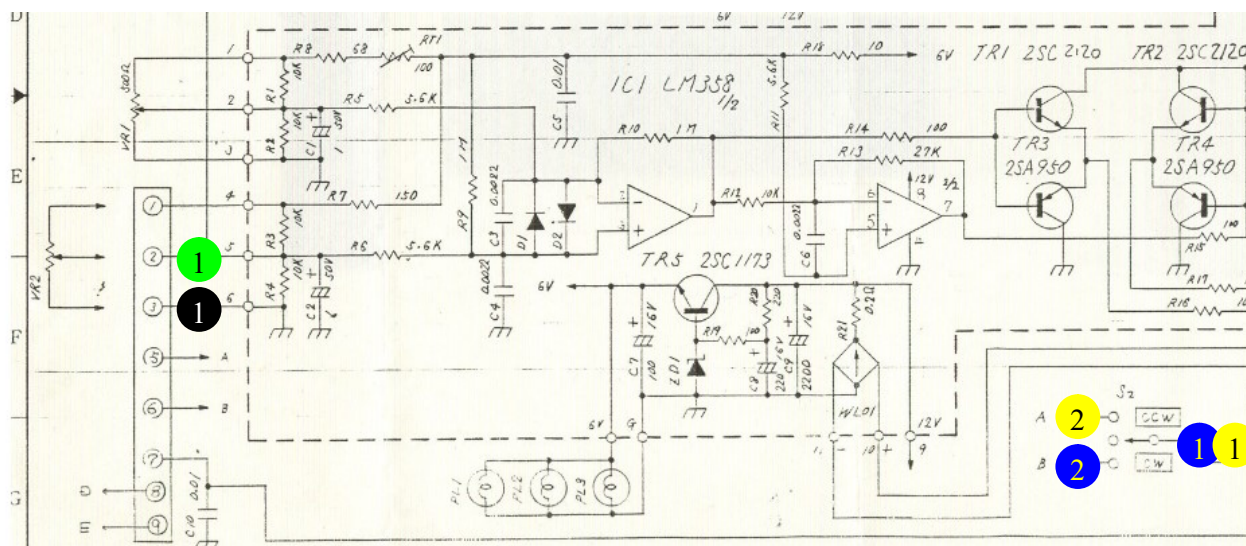 D
6V 12V
1 R8 68 RT1 100 R18 10 6V TR1 2SC2120 TR2 2SC2120
500Ω VR1 10K R1 0.01 C5 5.6K R11 IC1 LM358 1/2
2 R5 5.6K
10K R2 50V C1 1 R10 1M R14 100
3 R13 27K TR3 2SA950 TR4 2SA950
E
1M R9 0.0022 C3 12V 8 2/2
1 4 R7 150 2 1 R12 10K 6 7
10K R3 D1 D2 3 0.0022 C6 5 4
VR2 2 1 5 R6 5.6K R15 100
10K R4 50V C2 0.0022 C4 TR5 2SC1173 R17
3 1 6 6V R16
F
16V C7 100 R19 100 R20 220 16V C9 2200 R21 0.2Ω
5 A ZD1 16V C8 220
6 B 6V G WL01 12V S2
A 2 CCW
11 - 10 + 9 1 1
7 B 2 CW
G
D 8 0.01 C10 PL1 PL2 PL3
E 9